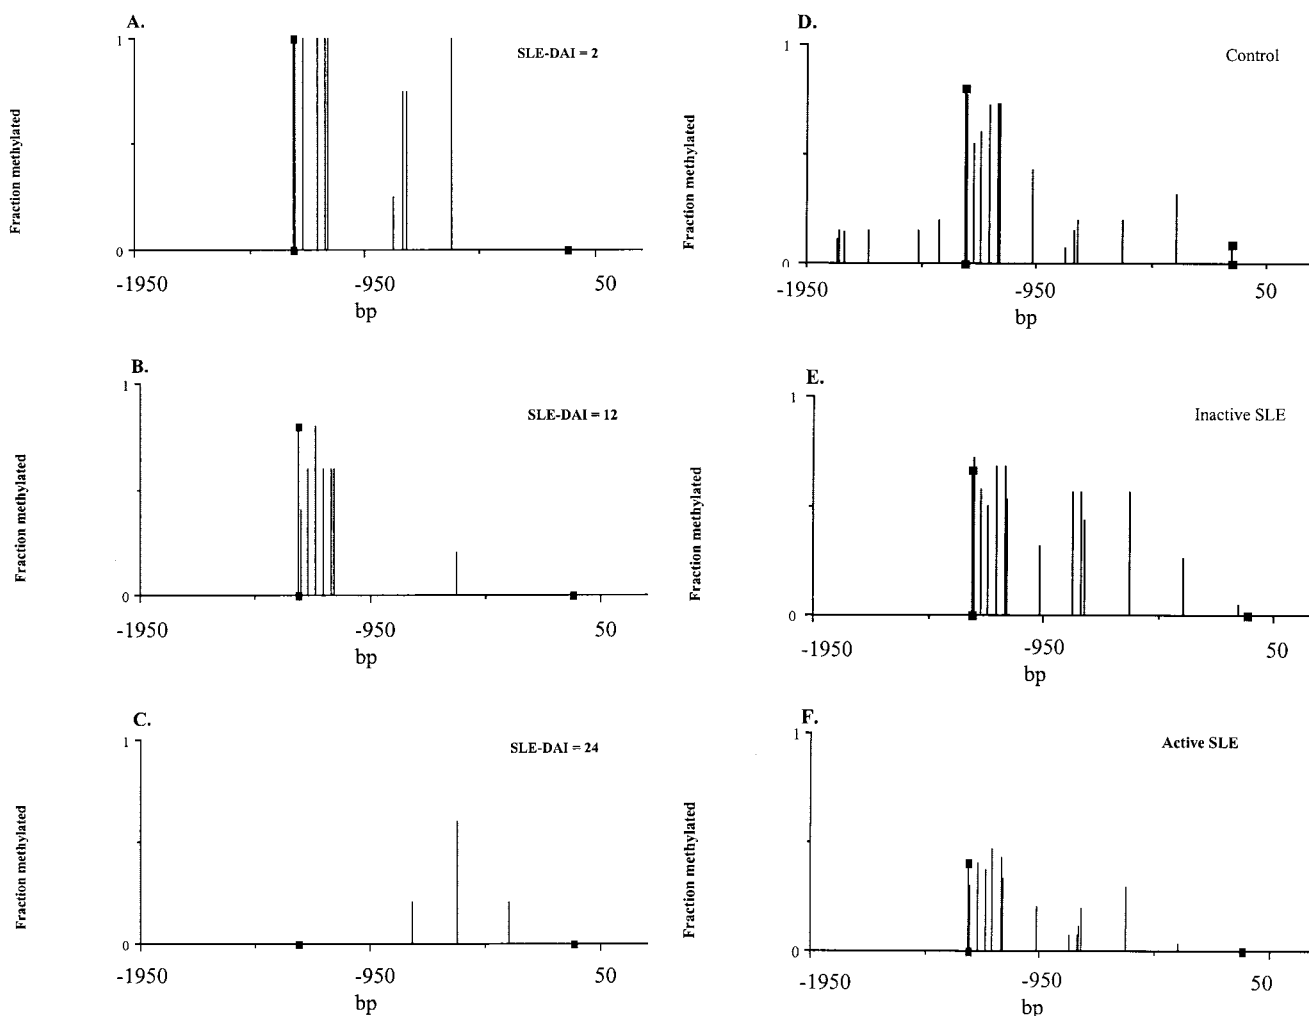 A.
SLE-DAI = 2
Fraction methylated
1
0
-1950
-950
50
bp
B.
SLE-DAI = 12
Fraction methylated
1
0
-1950
-950
50
bp
C.
SLE-DAI = 24
Fraction methylated
1
0
-1950
-950
50
bp
D.
Control
Fraction methylated
1
0
-1950
-950
50
bp
E.
Inactive SLE
Fraction methylated
1
0
-1950
-950
50
bp
F.
Active SLE
Fraction methylated
1
0
-1950
-950
50
bp